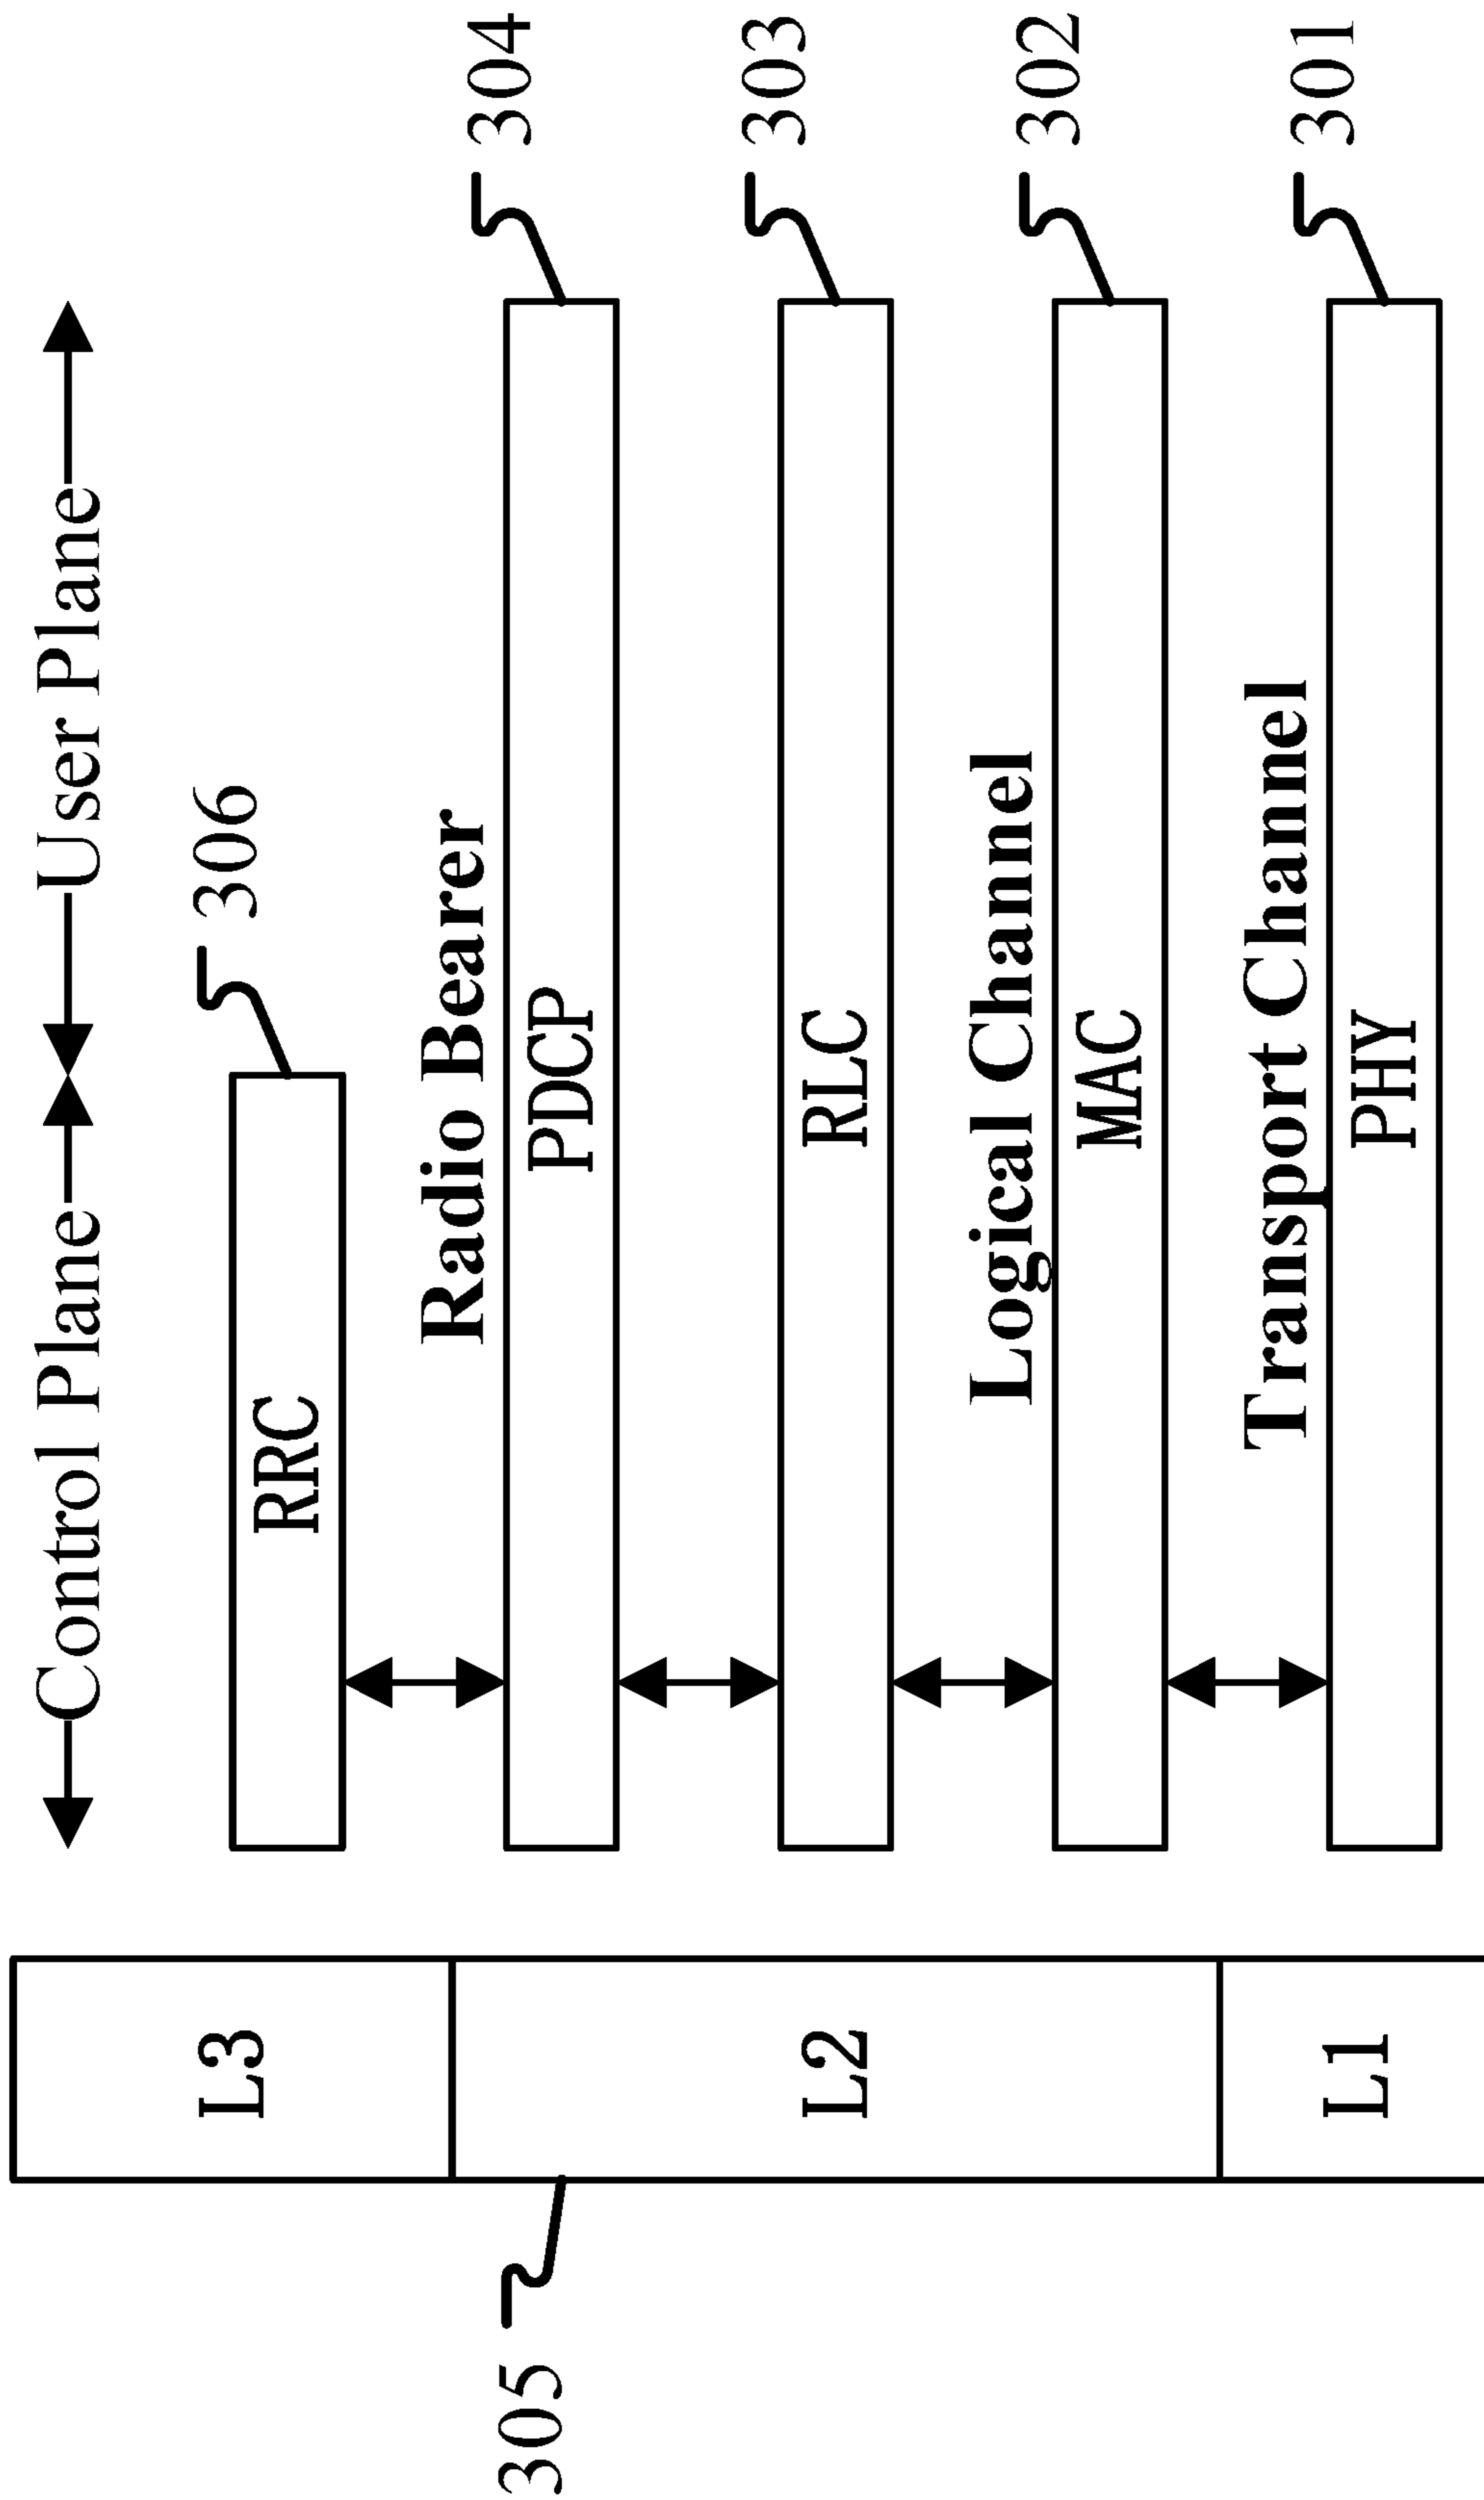 Control Plane
User Plane
306
L3
RRC
Radio Bearer
304
305
PDCP
303
L2
RLC
Logical Channel
302
MAC
Transport Channel
301
L1
PHY